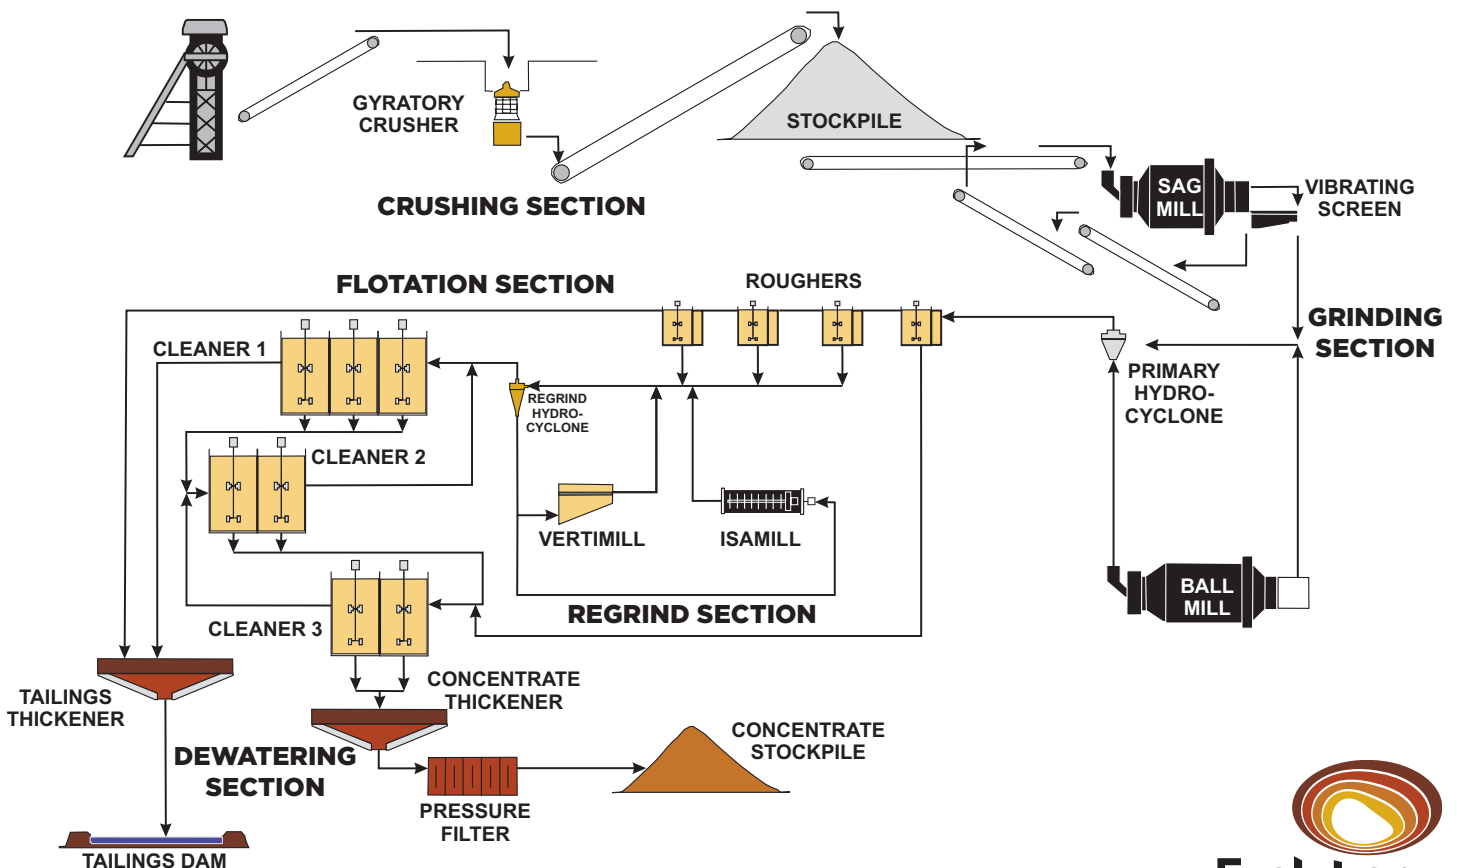 GYRATORY
CRUSHER
STOCKPILE
CRUSHING SECTION
SAG
MILL
VIBRATING
SCREEN
FLOTATION SECTION
ROUGHERS
GRINDING
SECTION
CLEANER 1
PRIMARY
HYDRO-
CYCLONE
REGRIND
HYDRO-
CYCLONE
CLEANER 2
VERTIMILL
ISAMILL
BALL
MILL
REGRIND SECTION
CLEANER 3
CONCENTRATE
THICKENER
TAILINGS
THICKENER
DEWATERING
SECTION
CONCENTRATE
STOCKPILE
PRESSURE
FILTER
TAILINGS DAM